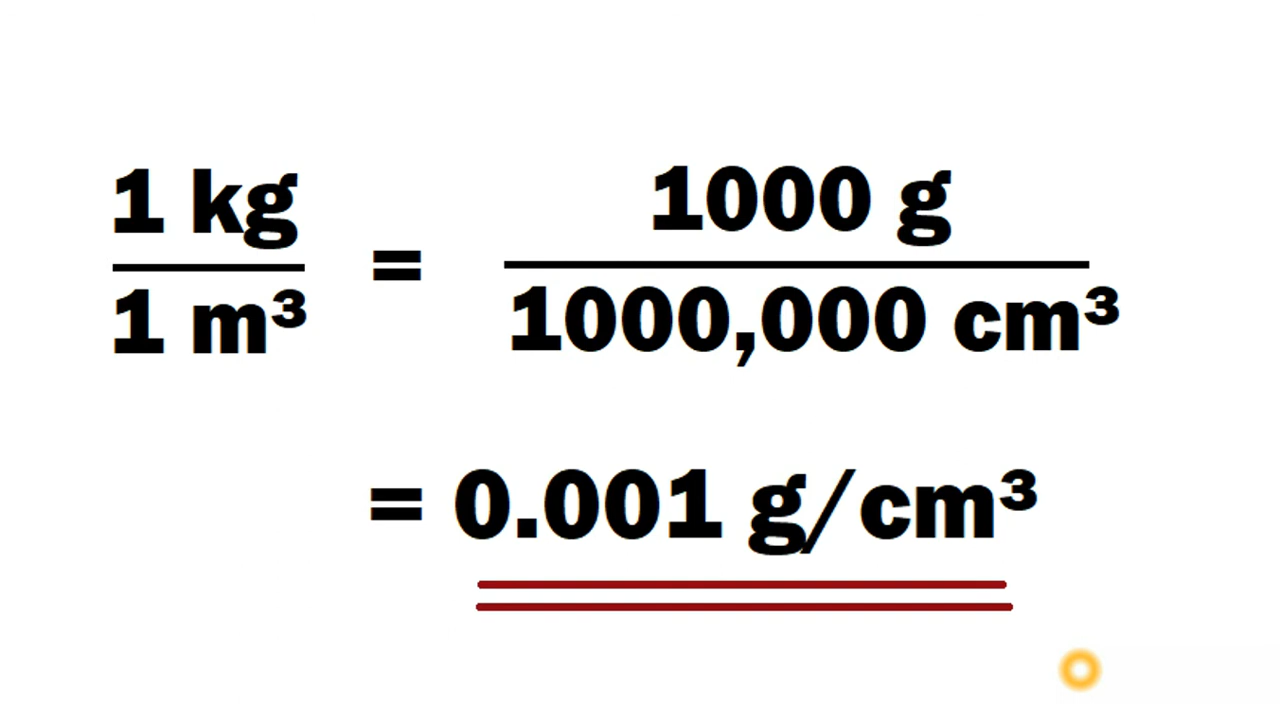 1 kg / 1 m³ = 1000 g / 1000,000 cm³
= 0.001 g/cm³